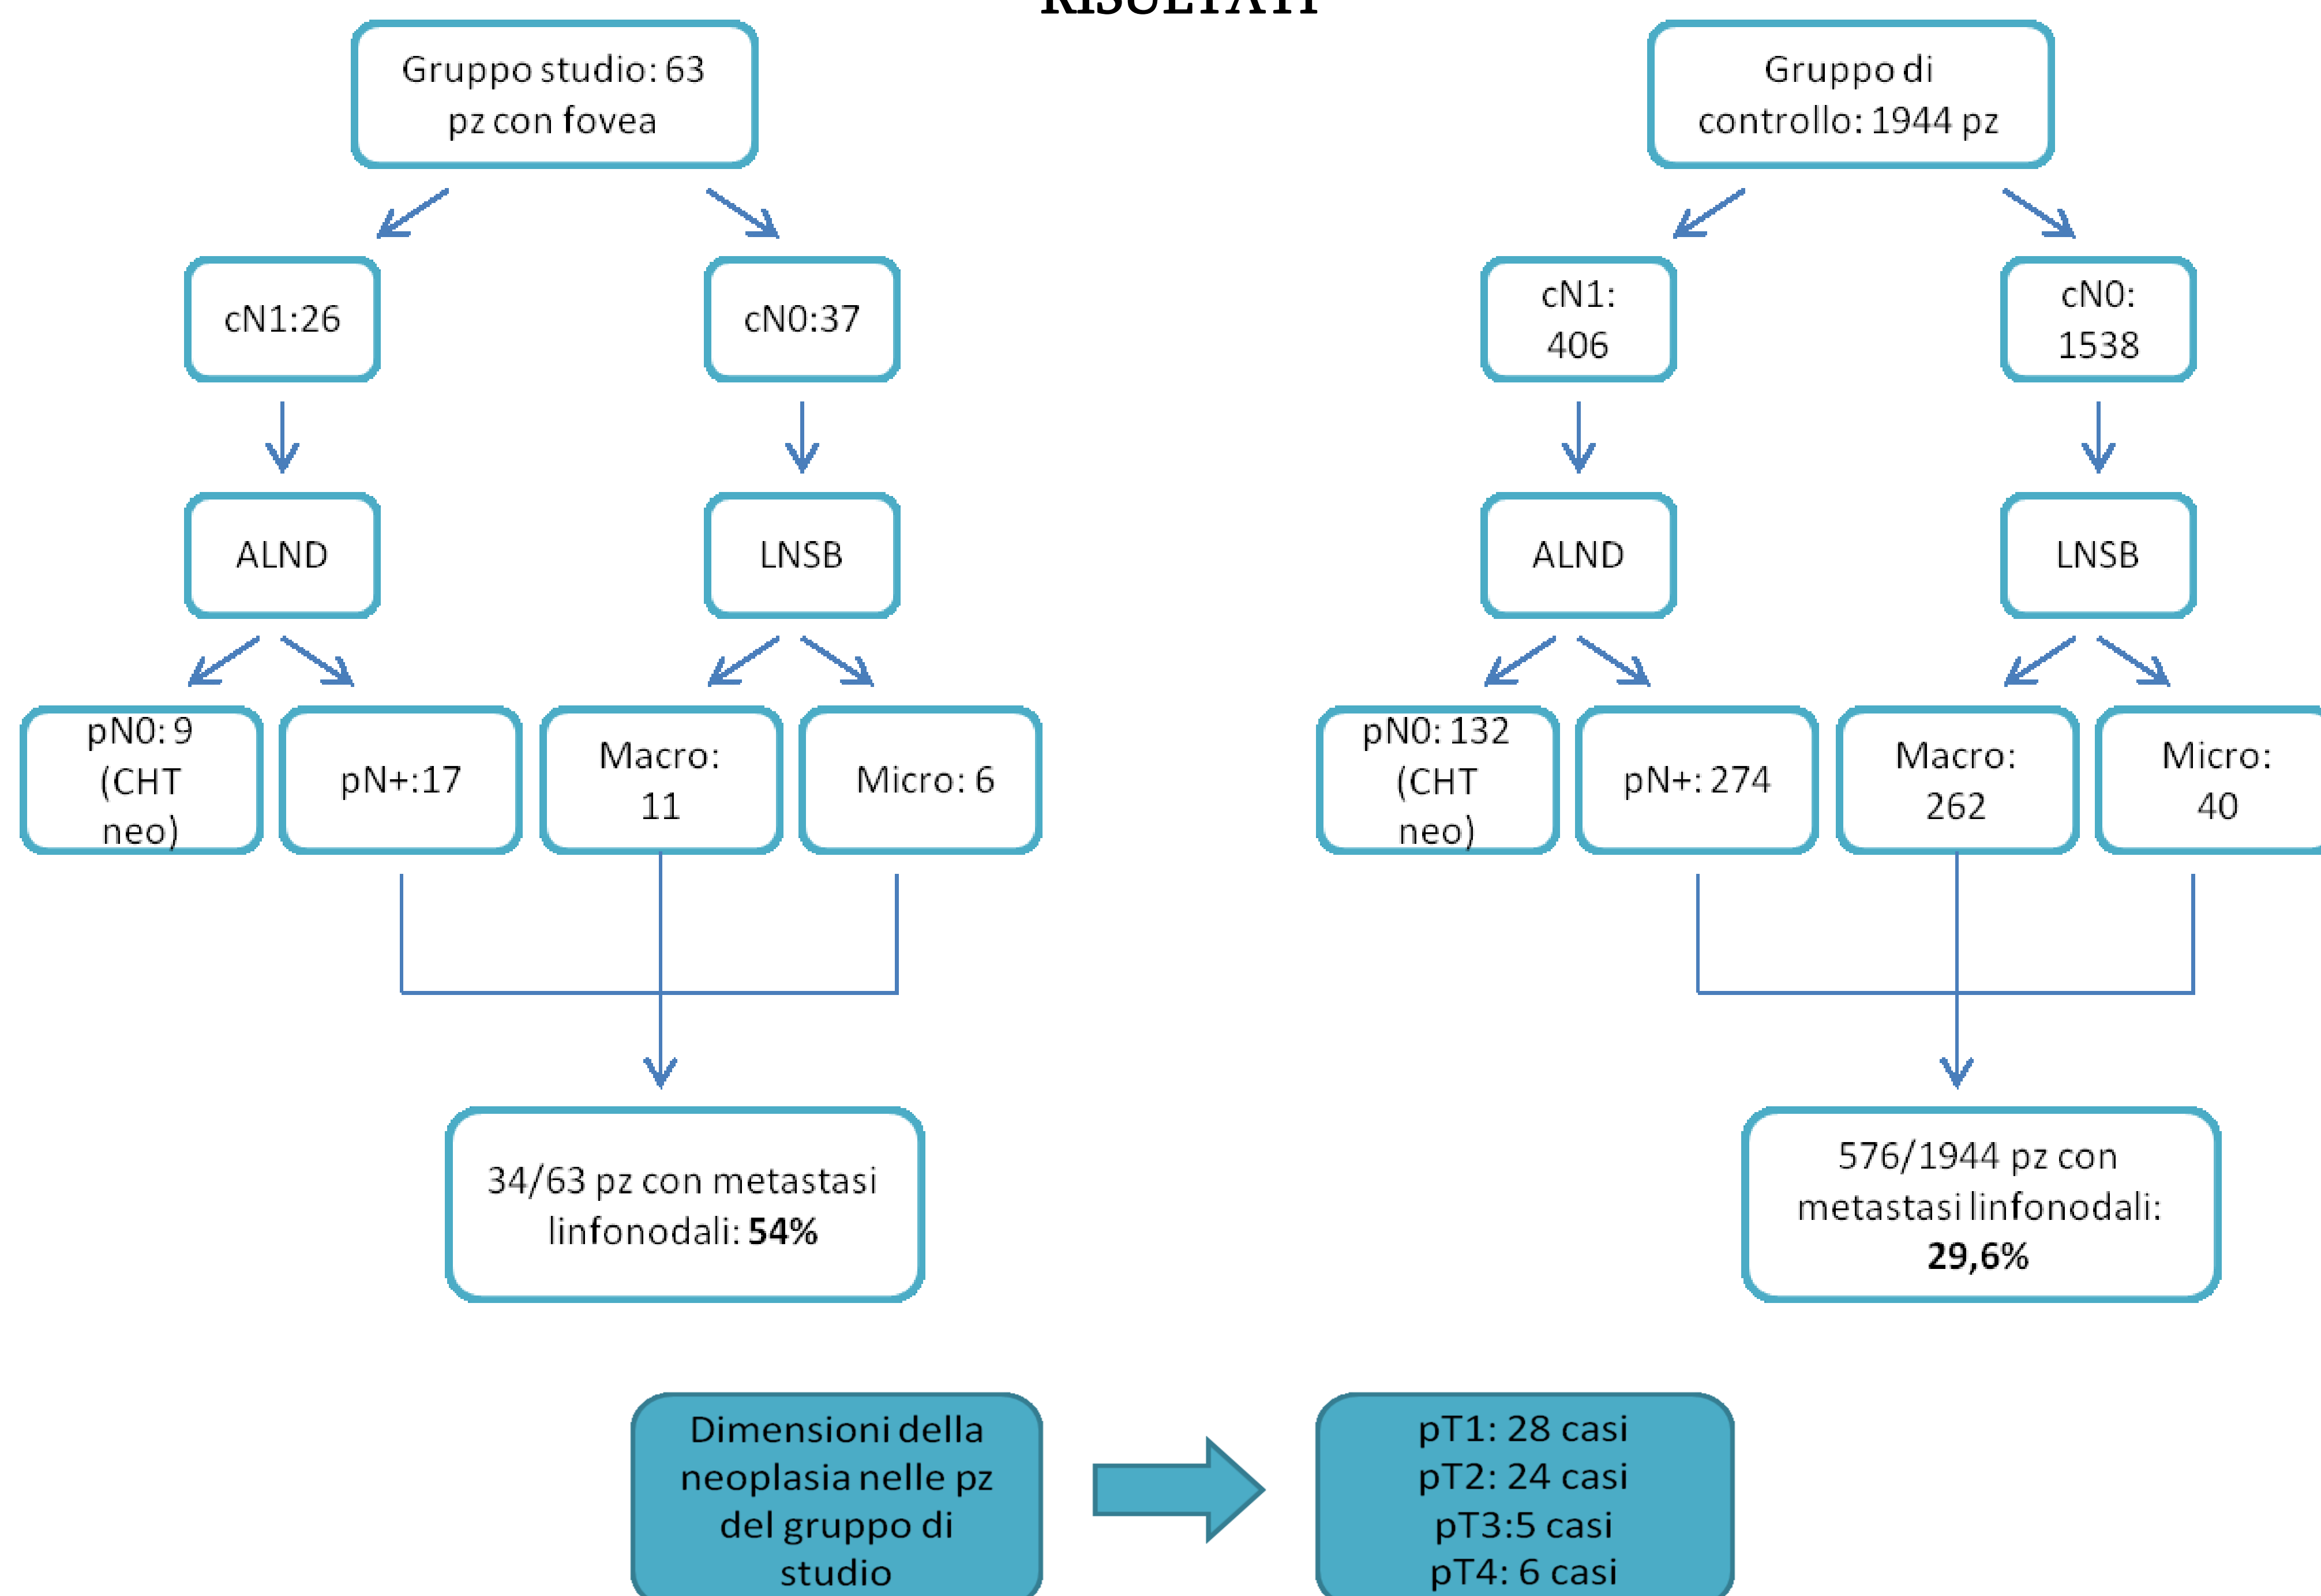 RISULTATI
Gruppo studio: 63
pz con fovea
cN1:26
cN0:37
ALND
LNSB
pN0: 9
(CHT
neo)
pN+:17
Macro:
11
Micro: 6
34/63 pz con metastasi
linfonodali: 54%
Gruppo di
controllo: 1944 pz
cN1:
406
cN0:
1538
ALND
LNSB
pN0: 132
(CHT
neo)
pN+: 274
Macro:
262
Micro:
40
576/1944 pz con
metastasi linfonodali:
29,6%
Dimensioni della
neoplasia nelle pz
del gruppo di
studio
pT1: 28 casi
pT2: 24 casi
pT3:5 casi
pT4: 6 casi